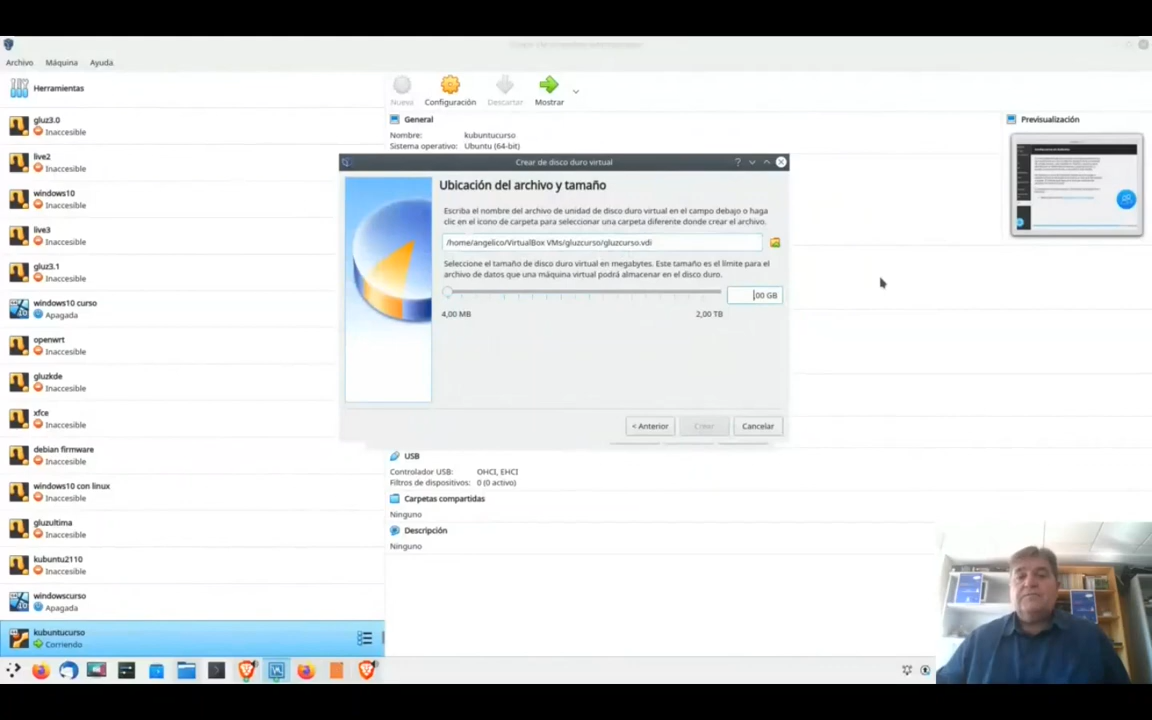 Archivo Máquina Ayuda
Herramientas
gluz3.0
Inaccesible
live2
Inaccesible
windows10
Inaccesible
live3
Inaccesible
gluz3.1
Inaccesible
windows10 curso
Apagada
openwrt
Inaccesible
gluzkde
Inaccesible
xfce
Inaccesible
debian firmware
Inaccesible
windows10 con linux
Inaccesible
gluzultima
Inaccesible
kubuntu2110
Inaccesible
windowscurso
Apagada
kubuntucurso
Corriendo
Nueva Configuración Descartar Mostrar
General
Nombre: kubuntucurso
Sistema operativo: Ubuntu (64-bit)
Previsualización
Crear de disco duro virtual
Ubicación del archivo y tamaño
Escriba el nombre del archivo de unidad de disco duro virtual en el campo debajo o haga
clic en el icono de carpeta para seleccionar una carpeta diferente donde crear el archivo.
/home/angelico/VirtualBox VMs/gluzcurso/gluzcurso.vdi
Seleccione el tamaño de disco duro virtual en megabytes. Este tamaño es el límite para el
archivo de datos que una máquina virtual podrá almacenar en el disco duro.
,00 GB
4,00 MB 2,00 TB
< Anterior Crear Cancelar
USB
Controlador USB: OHCI, EHCI
Filtros de dispositivos: 0 (0 activo)
Carpetas compartidas
Ninguno
Descripción
Ninguno